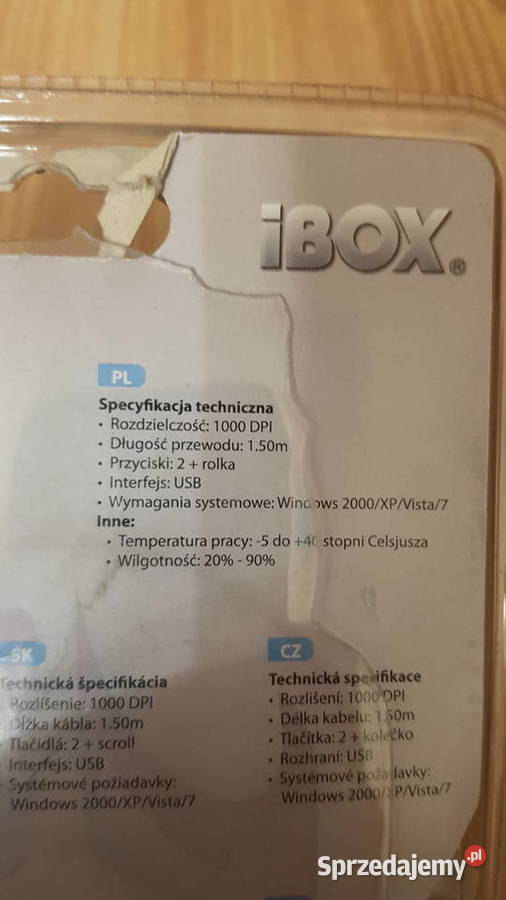 iBOX®
PL
Specyfikacja techniczna
• Rozdzielczość: 1000 DPI
• Długość przewodu: 1.50m
• Przyciski: 2 + rolka
• Interfejs: USB
• Wymagania systemowe: Windows 2000/XP/Vista/7
Inne:
• Temperatura pracy: -5 do +40 stopni Celsjusza
• Wilgotność: 20% - 90%
SK
Technická špecifikácia
• Rozlíšenie: 1000 DPI
• Dĺžka kábla: 1.50m
• Tlačidlá: 2 + scroll
• Interfejs: USB
• Systémové požiadavky:
Windows 2000/XP/Vista/7
CZ
Technická specifikace
• Rozlišení: 1000 DPI
• Délka kabelu: 1.50m
• Tlačítka: 2 + kolečko
• Rozhraní: USB
• Systémové požadavky:
Windows 2000/XP/Vista/7
Sprzedajemy.pl